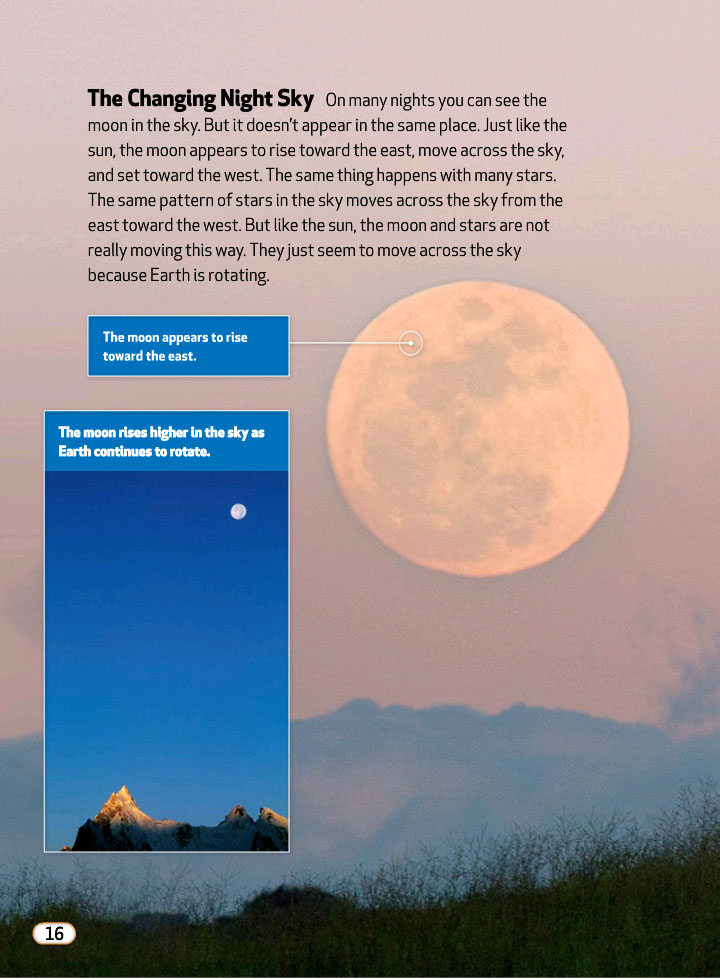 The Changing Night Sky On many nights you can see the
moon in the sky. But it doesn't appear in the same place. Just like the
sun, the moon appears to rise toward the east, move across the sky,
and set toward the west. The same thing happens with many stars.
The same pattern of stars in the sky moves across the sky from the
east toward the west. But like the sun, the moon and stars are not
really moving this way. They just seem to move across the sky
because Earth is rotating.
The moon appears to rise
toward the east.
The moon rises higher in the sky as
Earth continues to rotate.
16